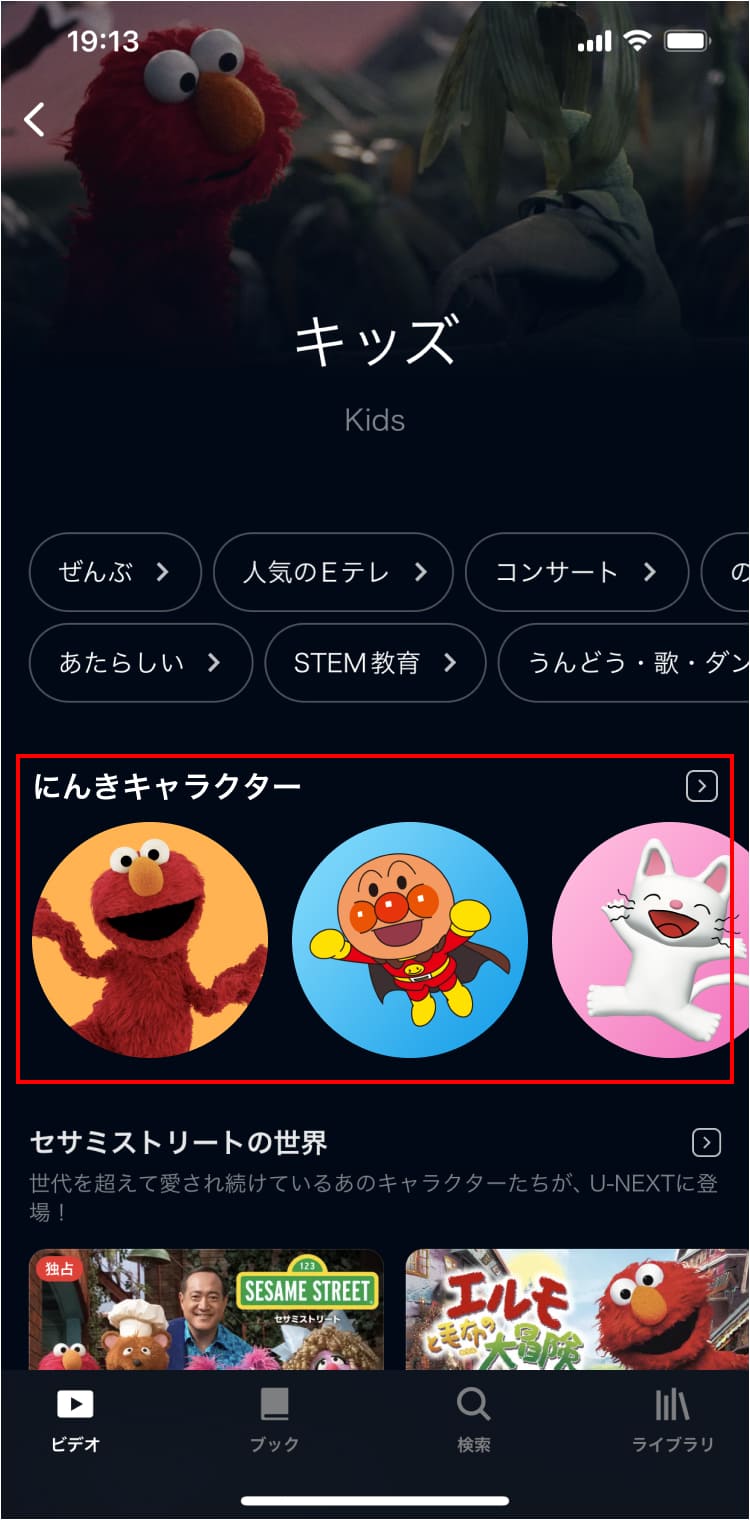 19:13
キッズ
Kids
ぜんぶ
人気のEテレ
コンサート
の
あたらしい
STEM教育
うんどう・歌・ダン
にんきキャラクター
セサミストリートの世界
世代を超えて愛され続けているあのキャラクターたちが、U-NEXTに登
場！
独占
123
SESAME STREET
セサミストリート
エルモ
と毛布の
大冒険
ビデオ
ブック
検索
ライブラリ